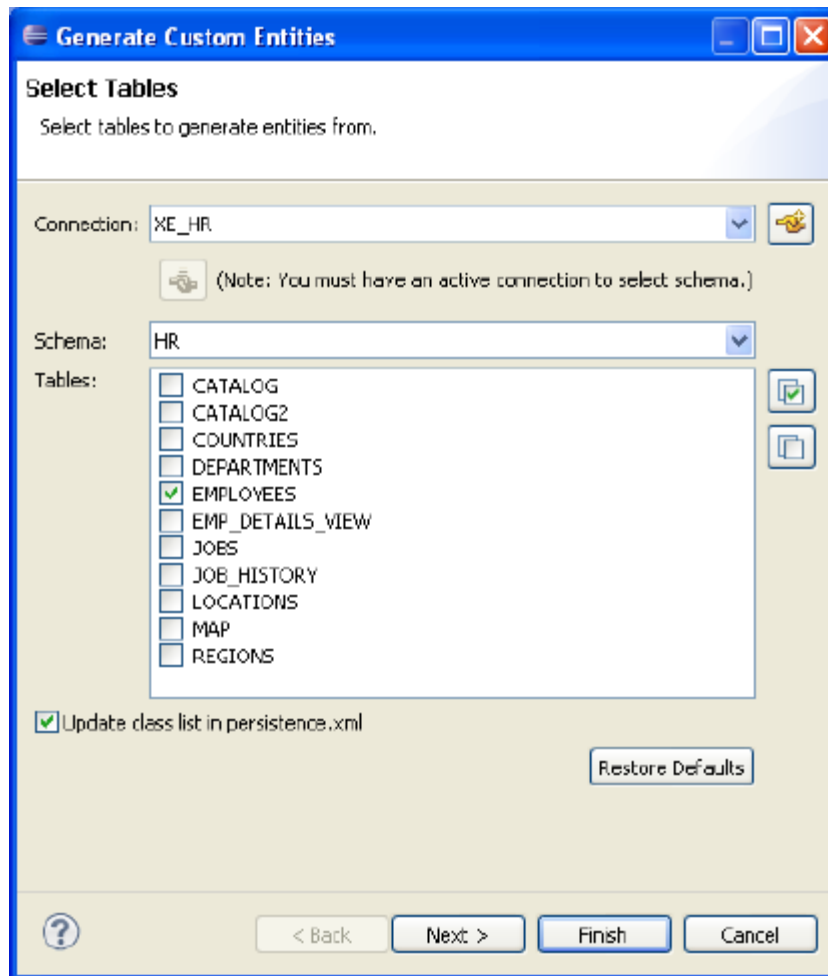 Generate Custom Entities
Select Tables
Select tables to generate entities from.
Connection: XE_HR
(Note: You must have an active connection to select schema.)
Schema: HR
Tables:
CATALOG
CATALOG2
COUNTRIES
DEPARTMENTS
EMPLOYEES
EMP_DETAILS_VIEW
JOBS
JOB_HISTORY
LOCATIONS
MAP
REGIONS
Update class list in persistence.xml
Restore Defaults
? < Back Next > Finish Cancel